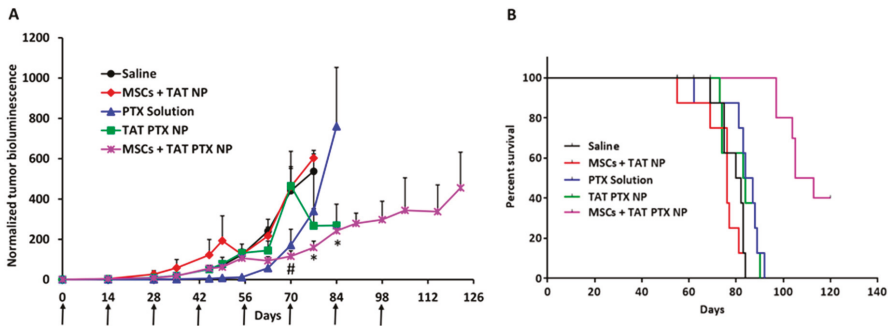 A
Normalized tumor bioluminescence
1200
1000
800
600
400
200
0
Saline
MSCs + TAT NP
PTX Solution
TAT PTX NP
MSCs + TAT PTX NP
# * *
0 14 28 42 56 70 84 98 112 126
Days
B
Percent survival
100
80
60
40
20
0
Saline
MSCs + TAT NP
PTX Solution
TAT PTX NP
MSCs + TAT PTX NP
0 20 40 60 80 100 120 140
Days